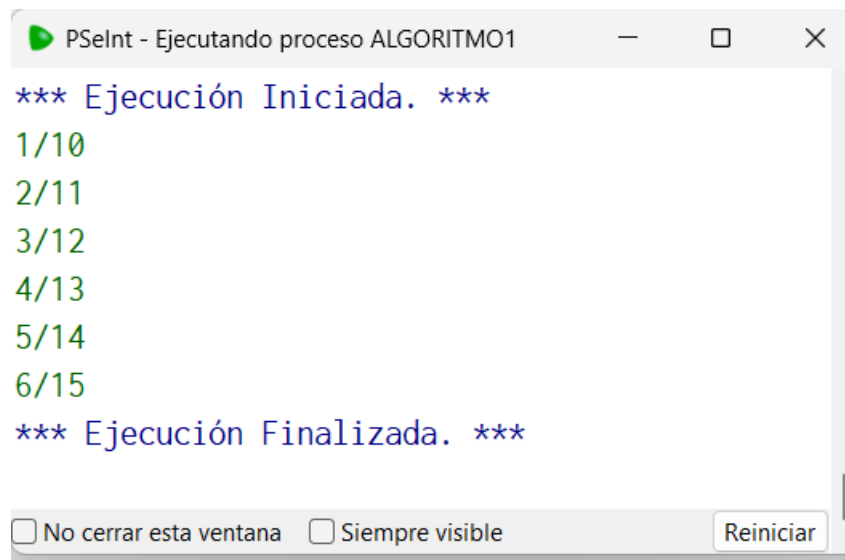 PSeInt - Ejecutando proceso ALGORITMO1
*** Ejecución Iniciada. ***
1/10
2/11
3/12
4/13
5/14
6/15
*** Ejecución Finalizada. ***
No cerrar esta ventana Siempre visible Reiniciar